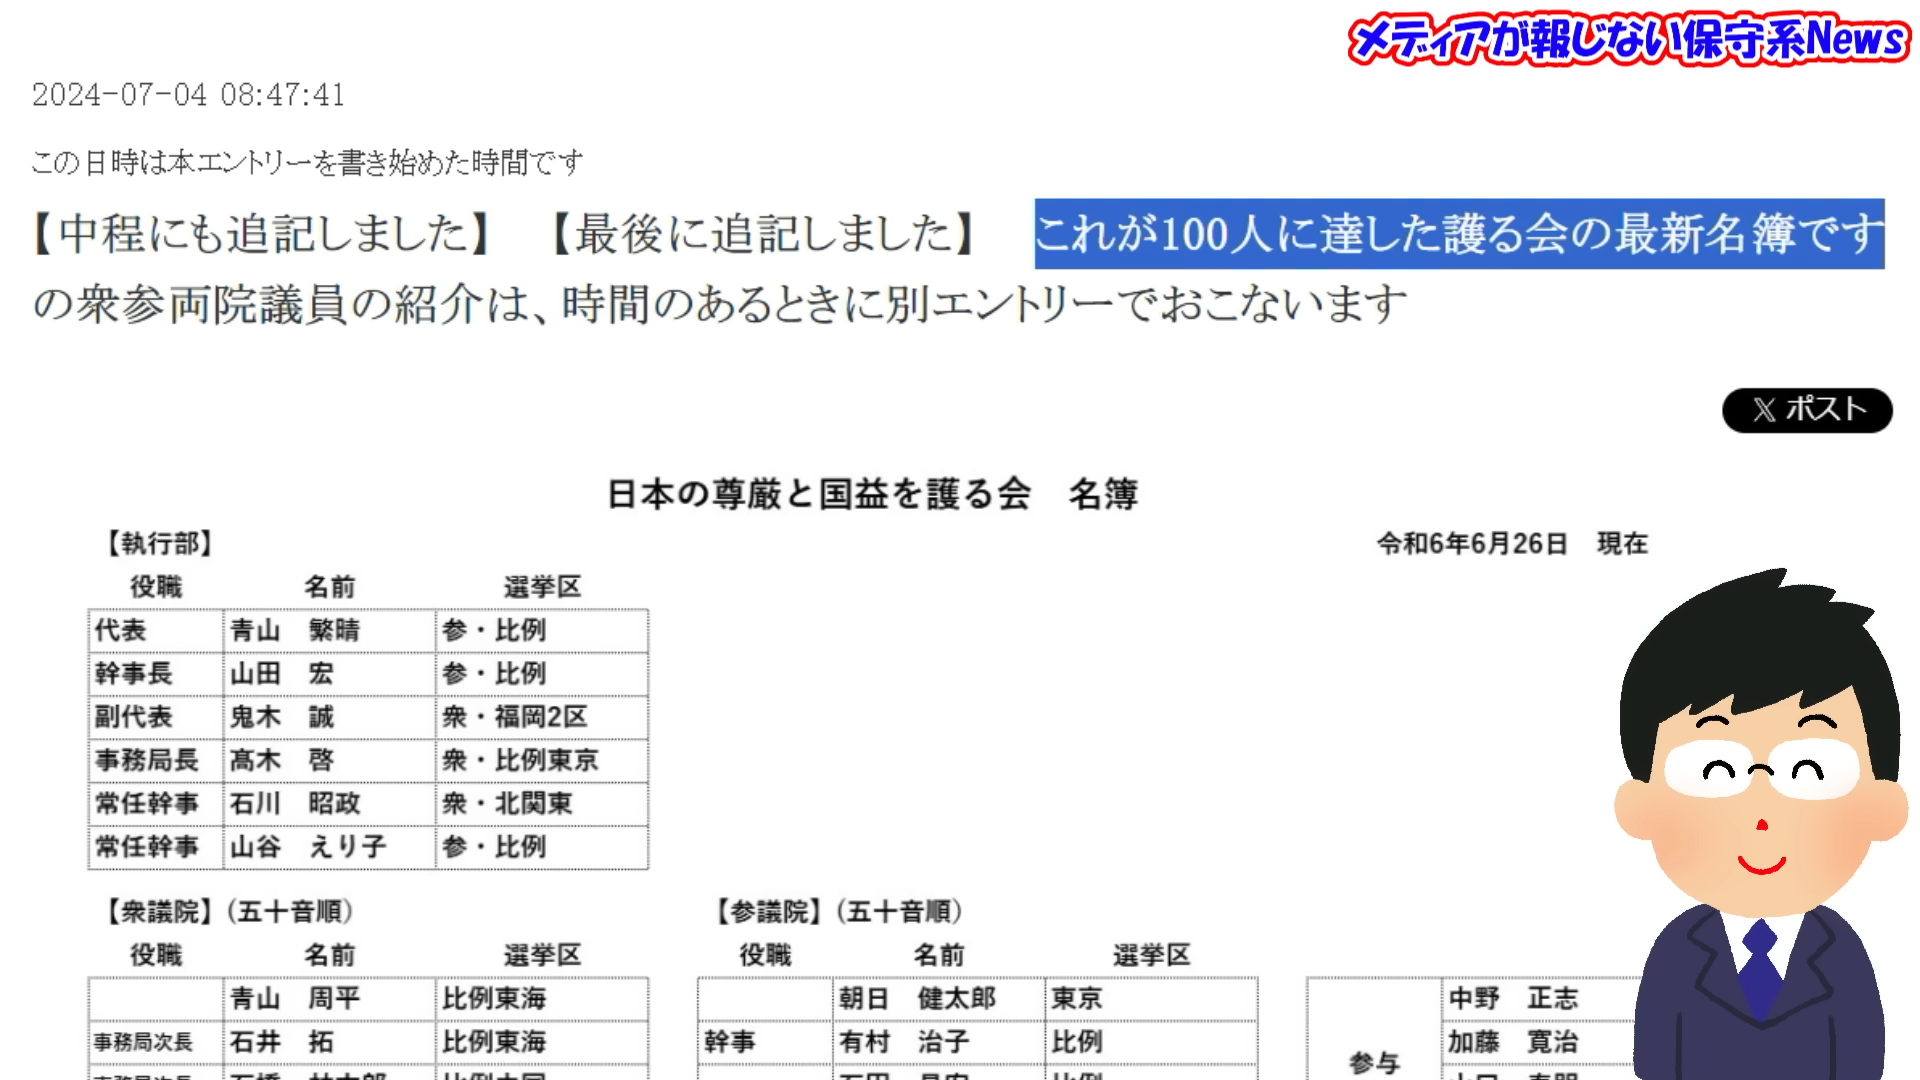 メディアが報じない保守系News
2024-07-04 08:47:41
この日時は本エントリーを書き始めた時間です
【中程にも追記しました】 【最後に追記しました】 これが100人に達した護る会の最新名簿です
の衆参両院議員の紹介は、時間のあるときに別エントリーでおこないます
X ポスト
日本の尊厳と国益を護る会 名簿
【執行部】 令和6年6月26日 現在
役職 名前 選挙区
代表 青山 繁晴 参・比例
幹事長 山田 宏 参・比例
副代表 鬼木 誠 衆・福岡2区
事務局長 髙木 啓 衆・比例東京
常任幹事 石川 昭政 衆・北関東
常任幹事 山谷 えり子 参・比例
【衆議院】(五十音順) 【参議院】(五十音順)
役職 名前 選挙区 役職 名前 選挙区
青山 周平 比例東海 朝日 健太郎 東京 中野 正志
事務局次長 石井 拓 比例東海 幹事 有村 治子 比例 加藤 寛治
参与